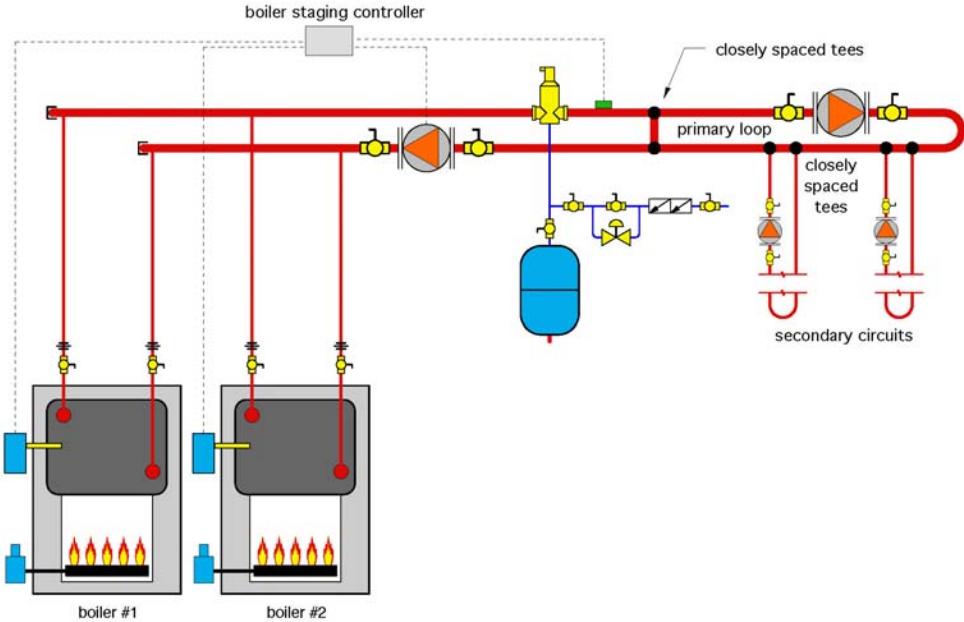 boiler staging controller
closely spaced tees
primary loop
closely
spaced
tees
secondary circuits
boiler #1
boiler #2